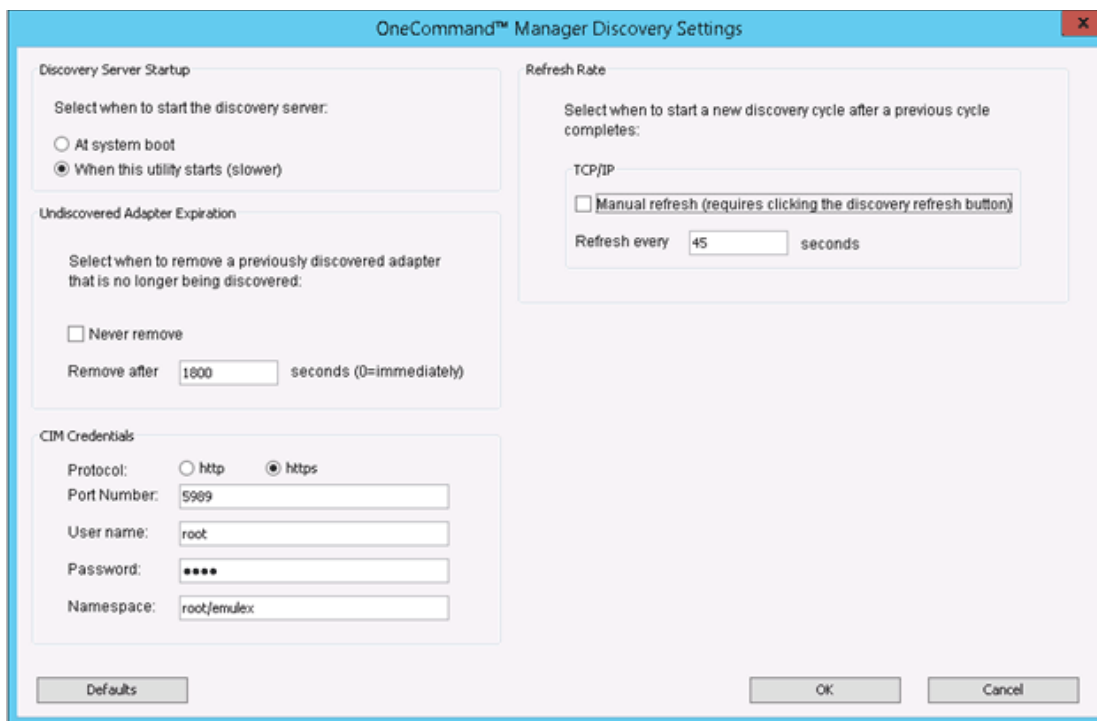 OneCommand™ Manager Discovery Settings
x
Discovery Server Startup
Select when to start the discovery server:
At system boot
When this utility starts (slower)
Undiscovered Adapter Expiration
Select when to remove a previously discovered adapter
that is no longer being discovered:
Never remove
Remove after 1800 seconds (0=immediately)
CIM Credentials
Protocol: http https
Port Number: 5989
User name: root
Password: ●●●●
Namespace: root/emulex
Refresh Rate
Select when to start a new discovery cycle after a previous cycle
completes:
TCP/IP
Manual refresh (requires clicking the discovery refresh button)
Refresh every 45 seconds
Defaults
OK
Cancel